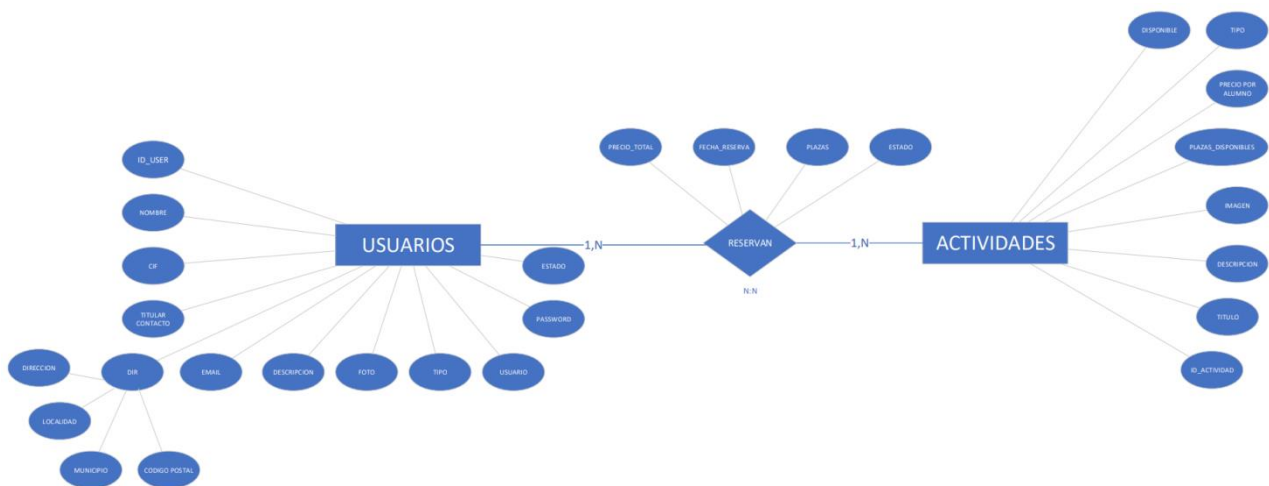 DISPONIBLE
TIPO
PRECIO POR
ALUMNO
PRECIO_TOTAL
FECHA_RESERVA
PLAZAS
ESTADO
PLAZAS_DISPONIBLES
ID_USER
NOMBRE
IMAGEN
USUARIOS
1,N
RESERVAN
1,N
ACTIVIDADES
CIF
ESTADO
DESCRIPCION
N:N
TITULAR
CONTACTO
PASSWORD
TITULO
DIRECCION
DIR
EMAIL
DESCRIPCION
FOTO
TIPO
USUARIO
ID_ACTIVIDAD
LOCALIDAD
MUNICIPIO
CODIGO POSTAL